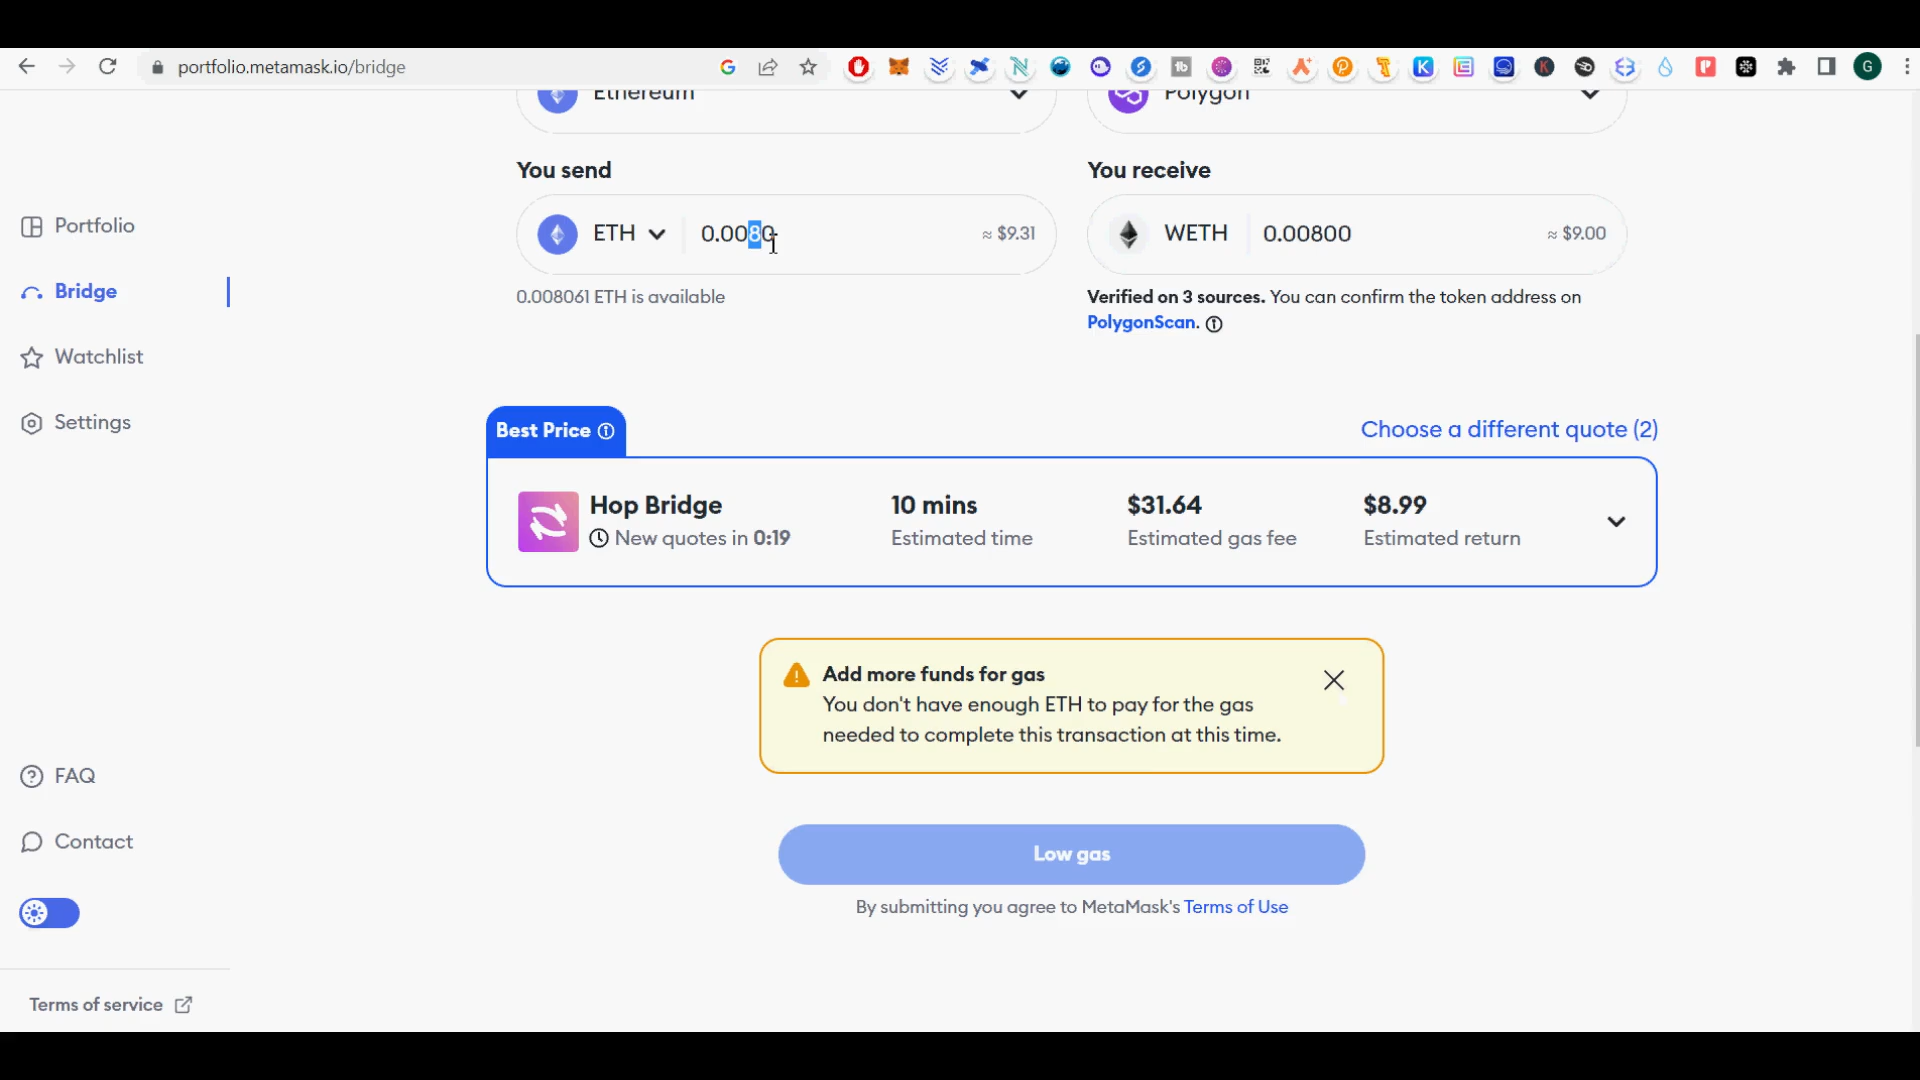 portfolio.metamask.io/bridge
Ethereum
Polygon
You send
You receive
ETH
0.0080
≈ $9.31
WETH
0.00800
≈ $9.00
0.008061 ETH is available
Verified on 3 sources. You can confirm the token address on
PolygonScan.
Portfolio
Bridge
Watchlist
Settings
Best Price
Choose a different quote (2)
Hop Bridge
10 mins
$31.64
$8.99
New quotes in 0:19
Estimated time
Estimated gas fee
Estimated return
Add more funds for gas
You don't have enough ETH to pay for the gas
needed to complete this transaction at this time.
FAQ
Contact
Low gas
By submitting you agree to MetaMask's Terms of Use
Terms of service
G